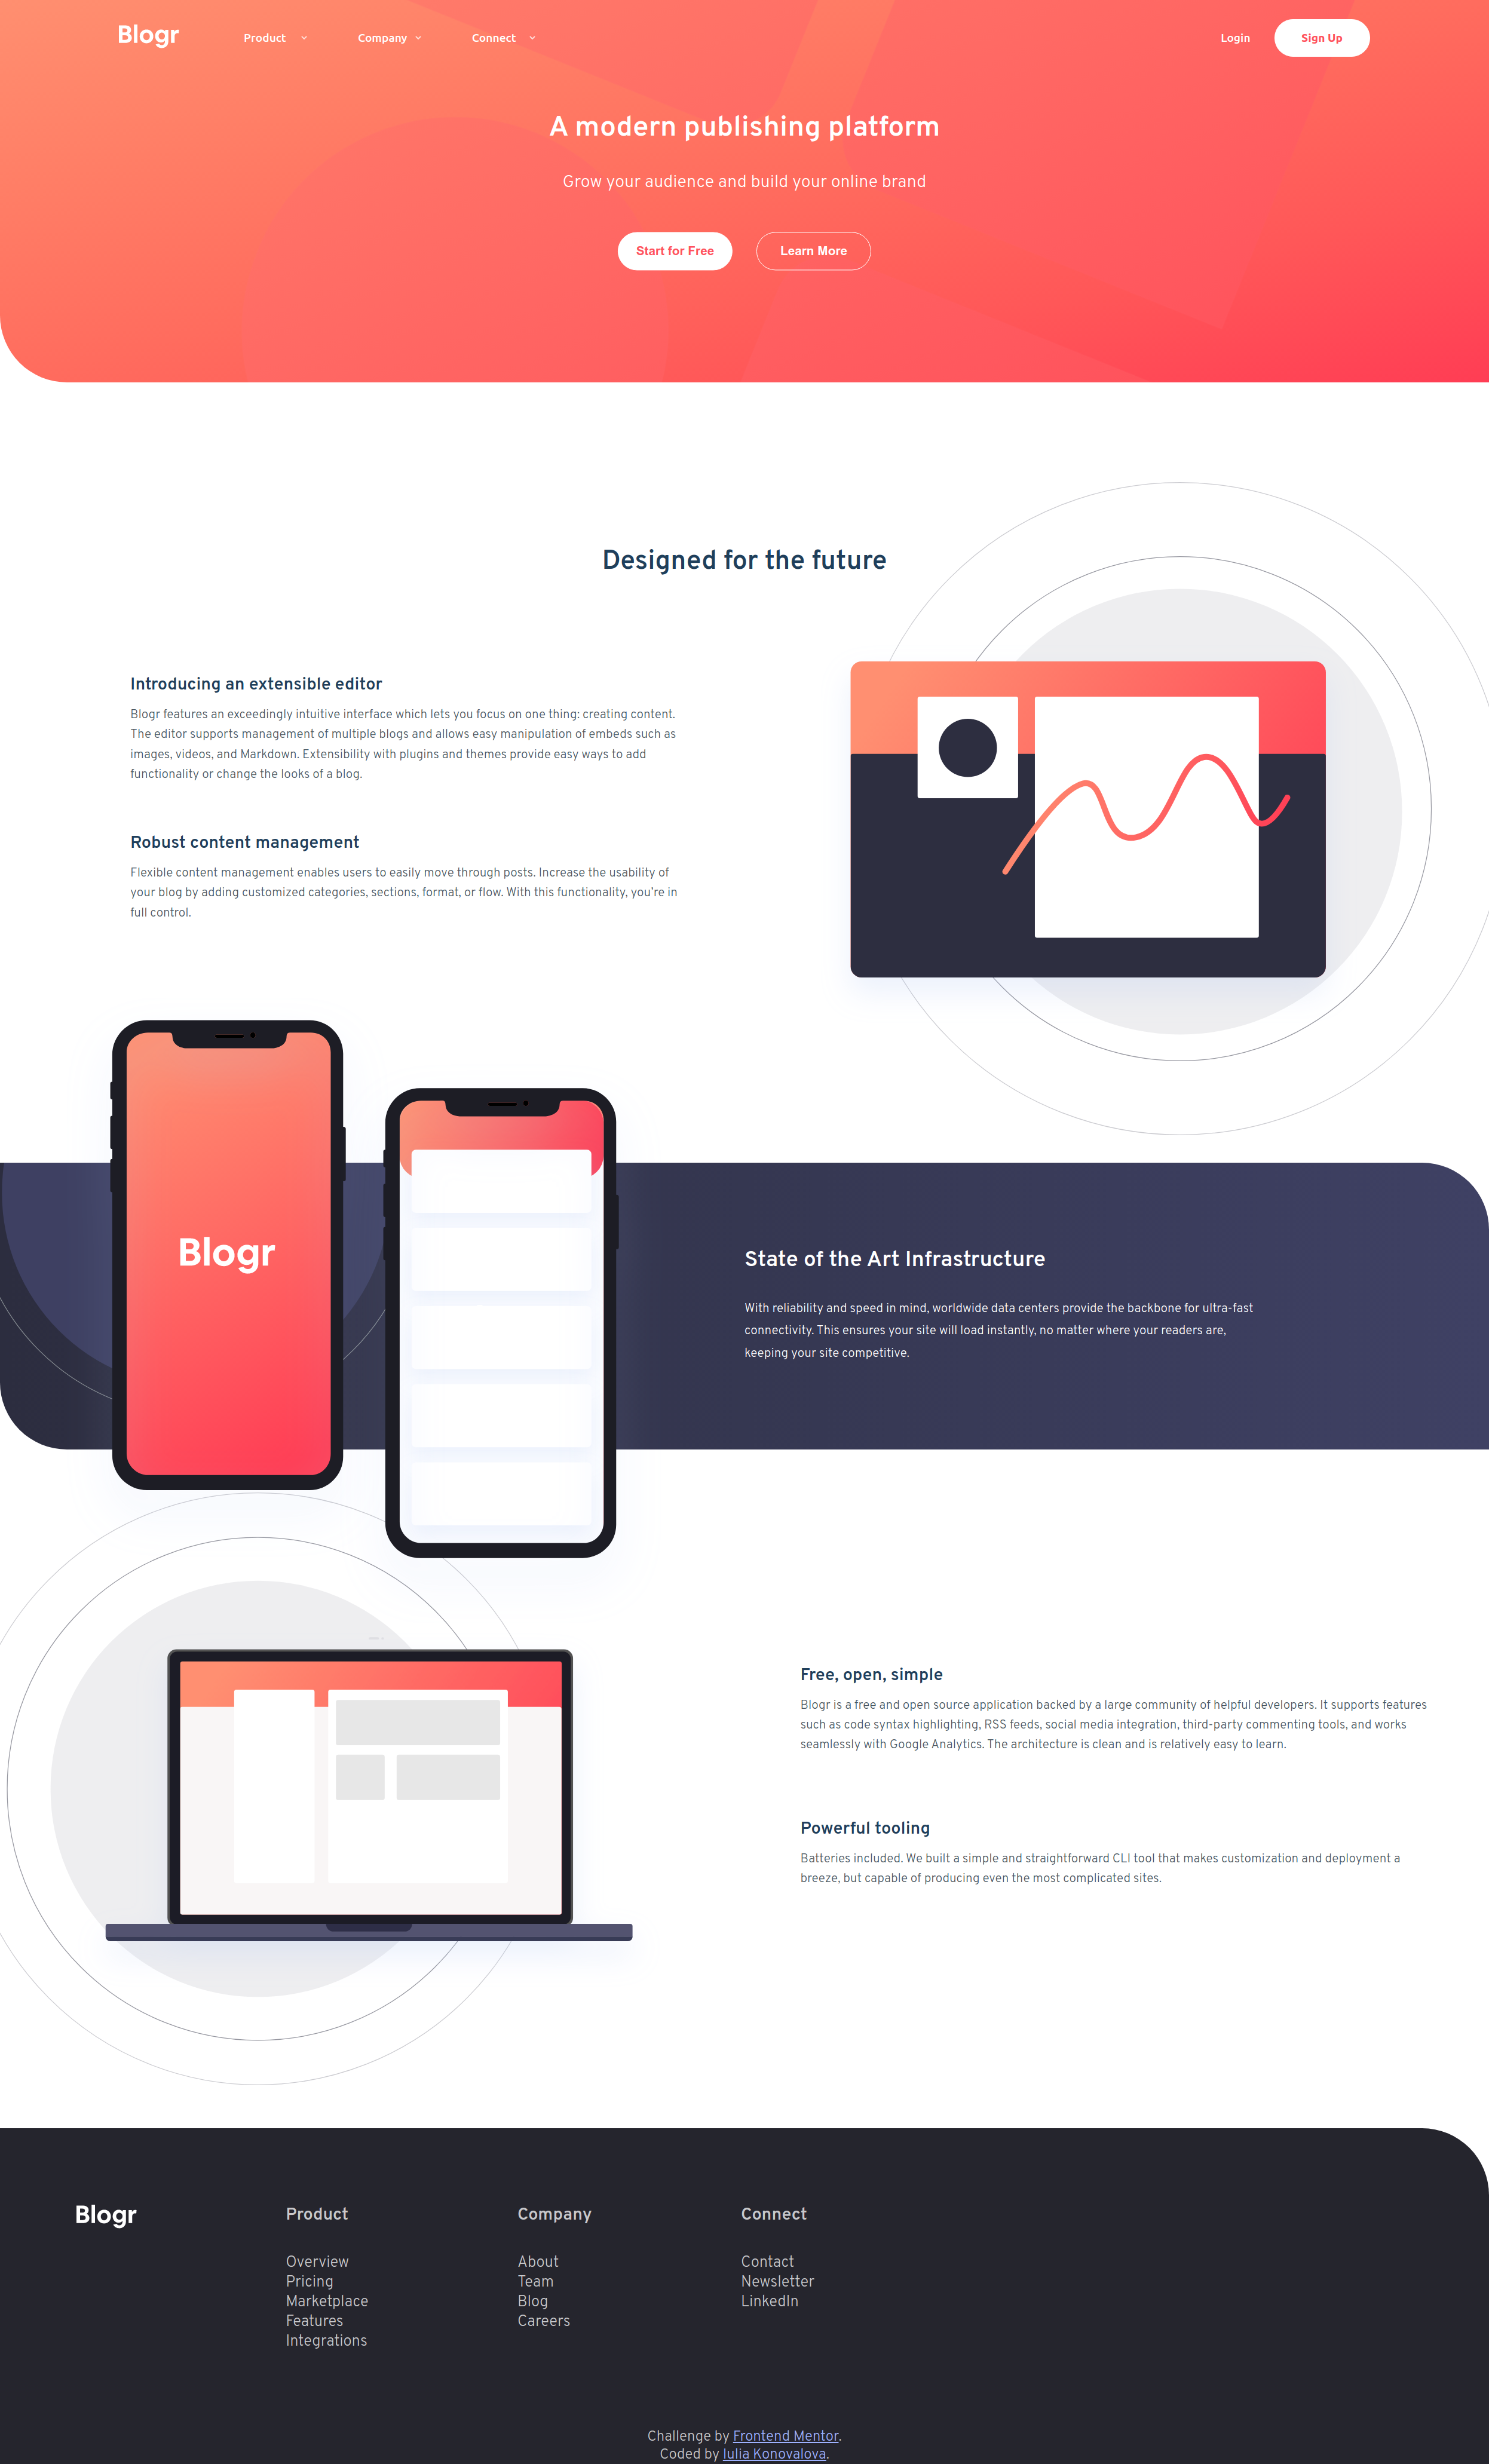 Blogr
Product
Company
Connect
Login
Sign Up
A modern publishing platform
Grow your audience and build your online brand
Start for Free
Learn More
Designed for the future
Introducing an extensible editor
Blogr features an exceedingly intuitive interface which lets you focus on one thing: creating content.
The editor supports management of multiple blogs and allows easy manipulation of embeds such as
images, videos, and Markdown. Extensibility with plugins and themes provide easy ways to add
functionality or change the looks of a blog.
Robust content management
Flexible content management enables users to easily move through posts. Increase the usability of
your blog by adding customized categories, sections, format, or flow. With this functionality, you're in
full control.
Blogr
State of the Art Infrastructure
With reliability and speed in mind, worldwide data centers provide the backbone for ultra-fast
connectivity. This ensures your site will load instantly, no matter where your readers are,
keeping your site competitive.
Free, open, simple
Blogr is a free and open source application backed by a large community of helpful developers. It supports features
such as code syntax highlighting, RSS feeds, social media integration, third-party commenting tools, and works
seamlessly with Google Analytics. The architecture is clean and is relatively easy to learn.
Powerful tooling
Batteries included. We built a simple and straightforward CLI tool that makes customization and deployment a
breeze, but capable of producing even the most complicated sites.
Blogr
Product
Overview
Pricing
Marketplace
Features
Integrations
Company
About
Team
Blog
Careers
Connect
Contact
Newsletter
LinkedIn
Challenge by Frontend Mentor.
Coded by Iulia Konovalova.